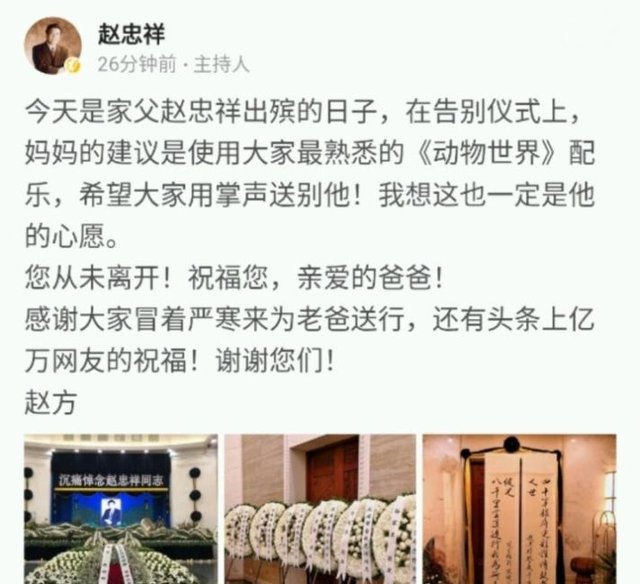 赵忠祥
26分钟前·主持人
今天是家父赵忠祥出殡的日子，在告别仪式上，
妈妈的建议是使用大家最熟悉的《动物世界》配
乐，希望大家用掌声送别他！我想这也一定是他
的心愿。
您从未离开！祝福您，亲爱的爸爸！
感谢大家冒着严寒来为老爸送行，还有头条上亿
万网友的祝福！谢谢您们！
赵方
沉痛悼念赵忠祥同志